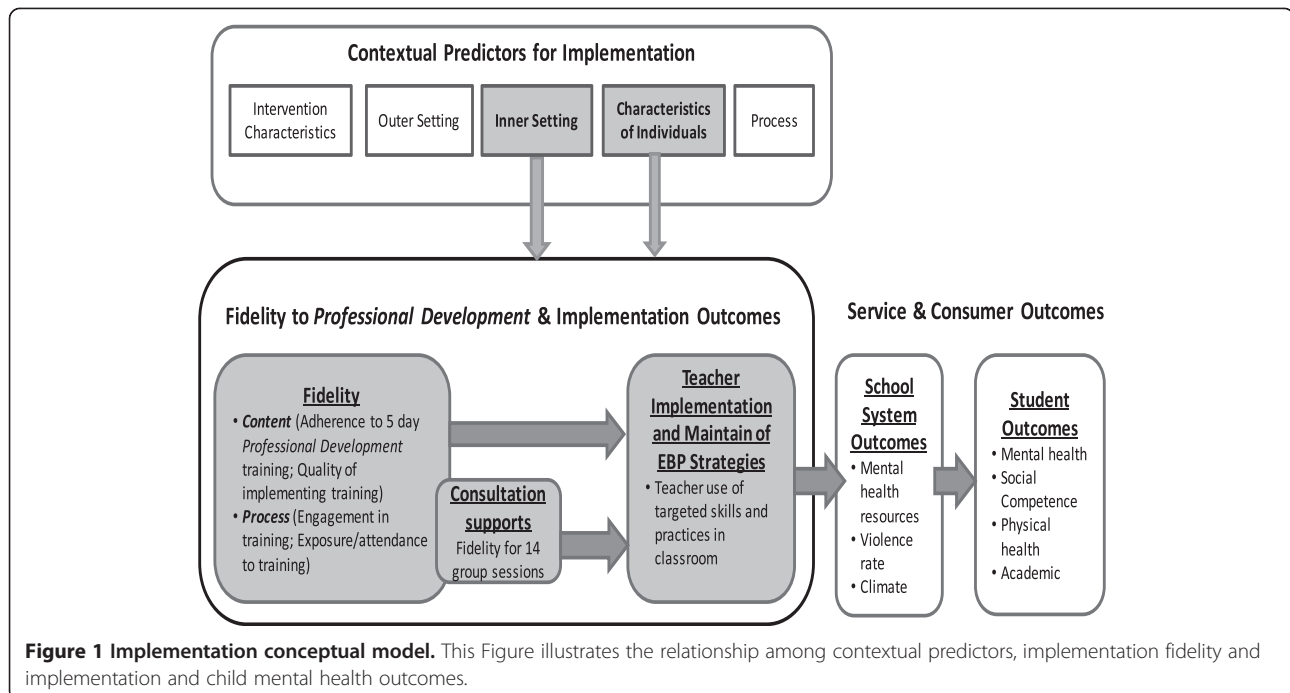 Contextual Predictors for Implementation
Intervention
Characteristics
Outer Setting
Inner Setting
Characteristics
of Individuals
Process
Fidelity to Professional Development & Implementation Outcomes
Fidelity
• Content (Adherence to 5 day
Professional Development
training; Quality of
implementing training)
• Process (Engagement in
training; Exposure/attendance
to training)
Consultation
supports
Fidelity for 14
group sessions
Teacher
Implementation
and Maintain of
EBP Strategies
• Teacher use of
targeted skills and
practices in
classroom
Service & Consumer Outcomes
School
System
Outcomes
• Mental
health
resources
• Violence
rate
• Climate
Student
Outcomes
• Mental health
• Social
Competence
• Physical
health
• Academic
Figure 1 Implementation conceptual model. This Figure illustrates the relationship among contextual predictors, implementation fidelity and
implementation and child mental health outcomes.